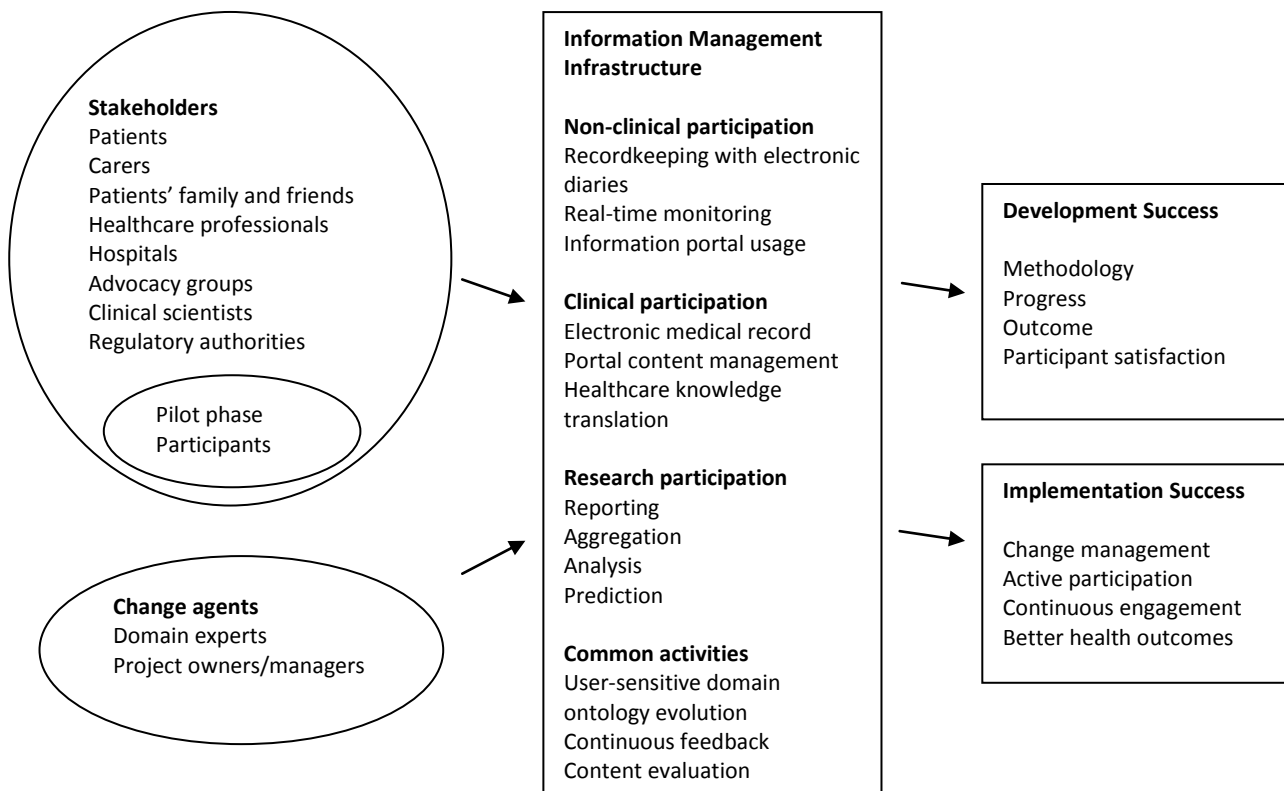 Stakeholders
Patients
Carers
Patients’ family and friends
Healthcare professionals
Hospitals
Advocacy groups
Clinical scientists
Regulatory authorities
Pilot phase
Participants
Change agents
Domain experts
Project owners/managers
Information Management
Infrastructure
Non-clinical participation
Recordkeeping with electronic
diaries
Real-time monitoring
Information portal usage
Clinical participation
Electronic medical record
Portal content management
Healthcare knowledge
translation
Research participation
Reporting
Aggregation
Analysis
Prediction
Common activities
User-sensitive domain
ontology evolution
Continuous feedback
Content evaluation
Development Success
Methodology
Progress
Outcome
Participant satisfaction
Implementation Success
Change management
Active participation
Continuous engagement
Better health outcomes